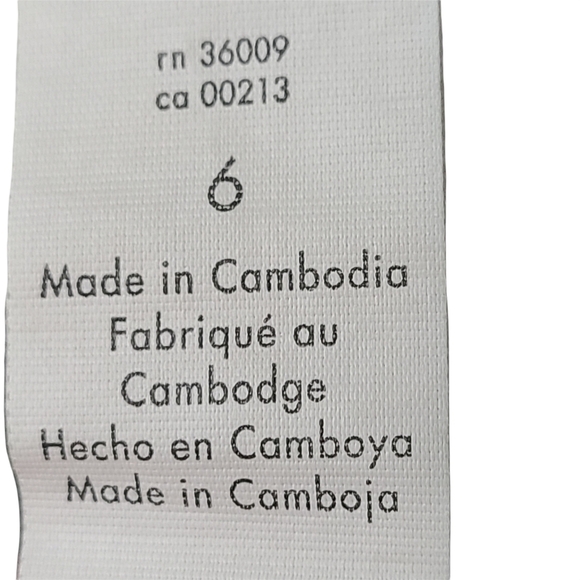 rn 36009
ca 00213
6
Made in Cambodia
Fabriqué au
Cambodge
Hecho en Camboya
Made in Camboja